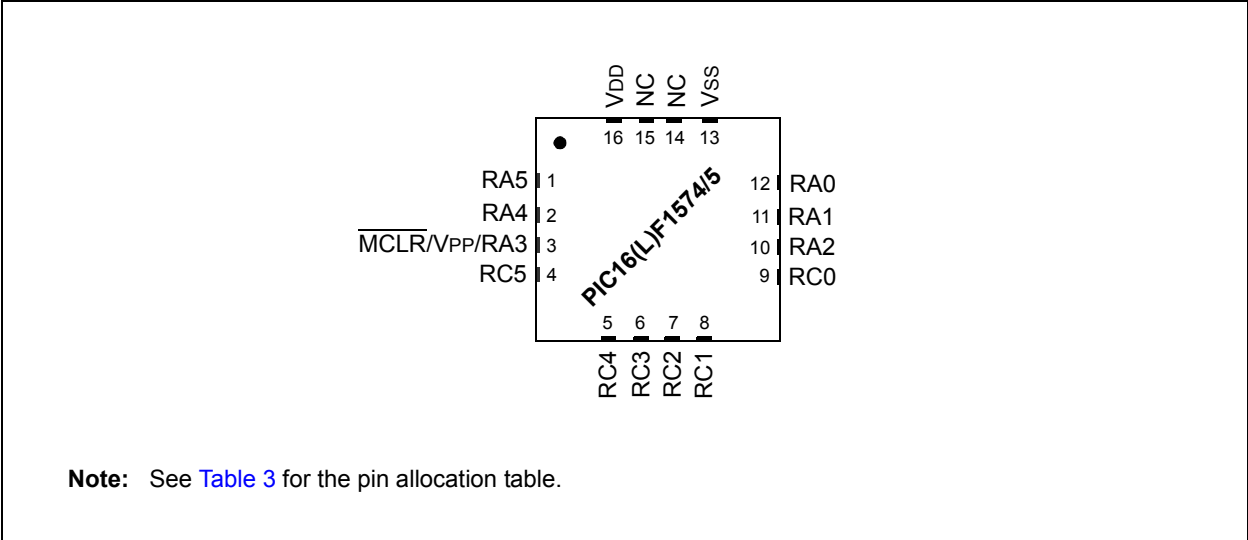 VDD NC NC VSS
16 15 14 13
RA5 1
RA4 2
MCLR/VPP/RA3 3
RC5 4
PIC16(L)F1574/5
12 RA0
11 RA1
10 RA2
9 RC0
5 6 7 8
RC4 RC3 RC2 RC1
Note: See Table 3 for the pin allocation table.